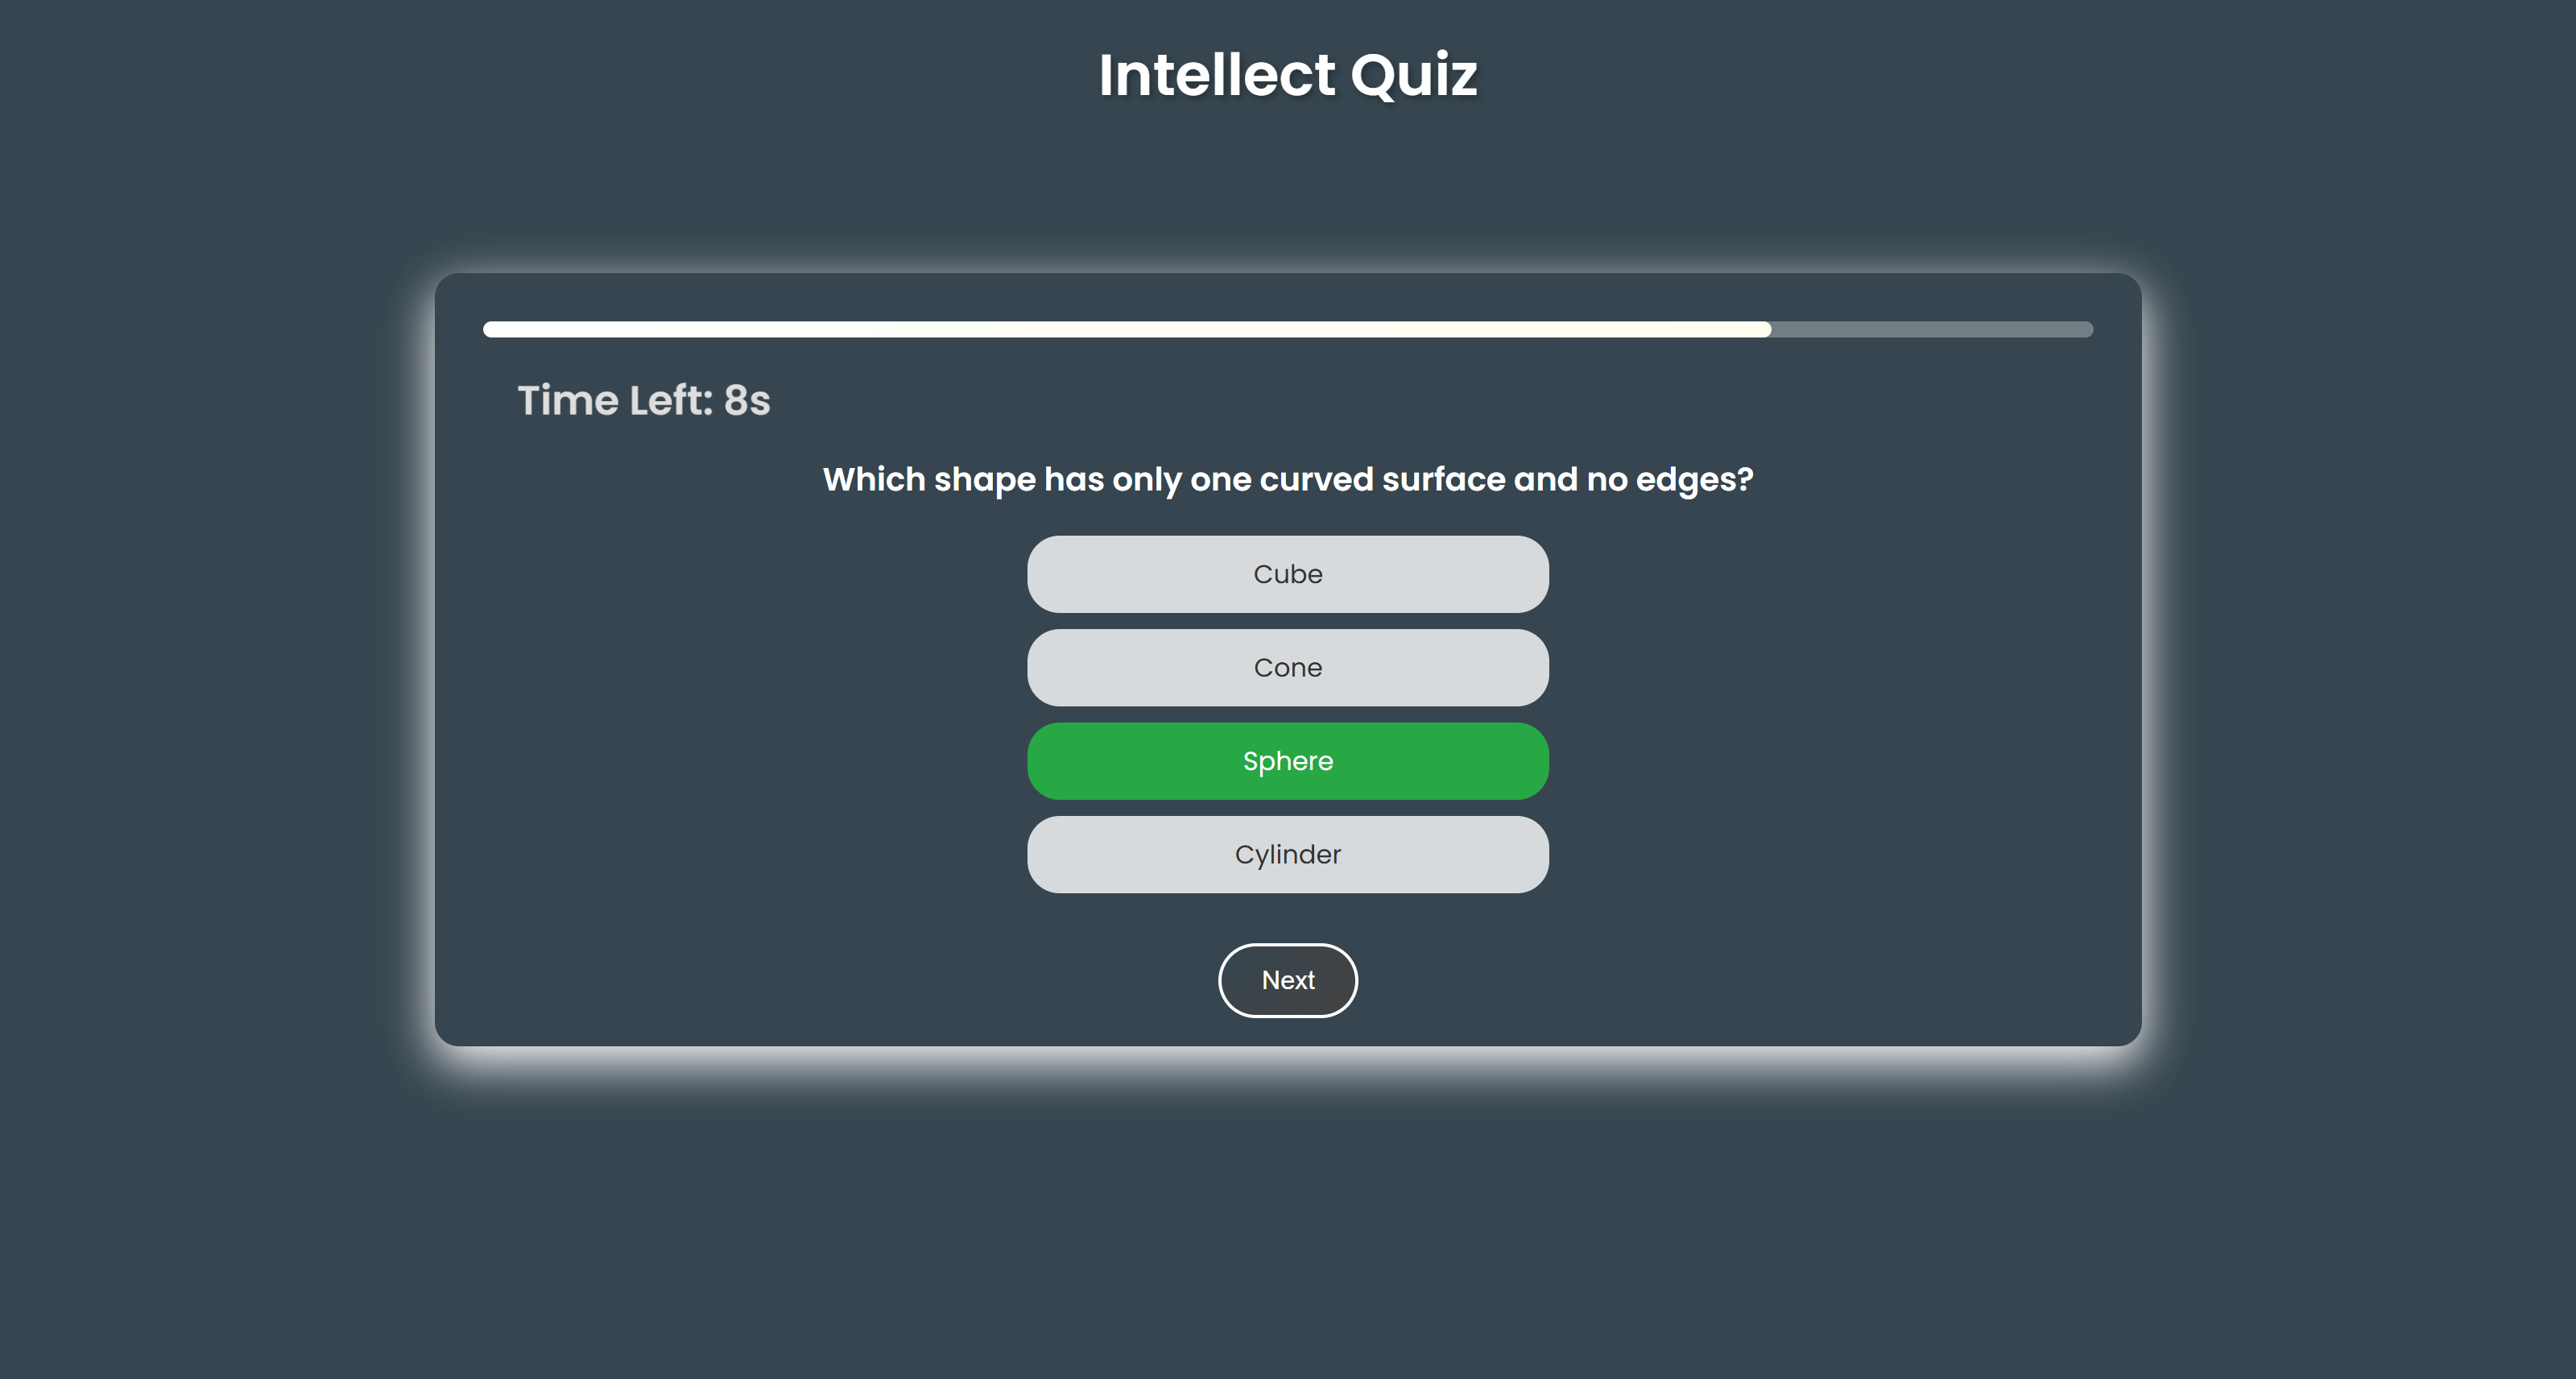 Intellect Quiz
Time Left: 8s
Which shape has only one curved surface and no edges?
Cube
Cone
Sphere
Cylinder
Next